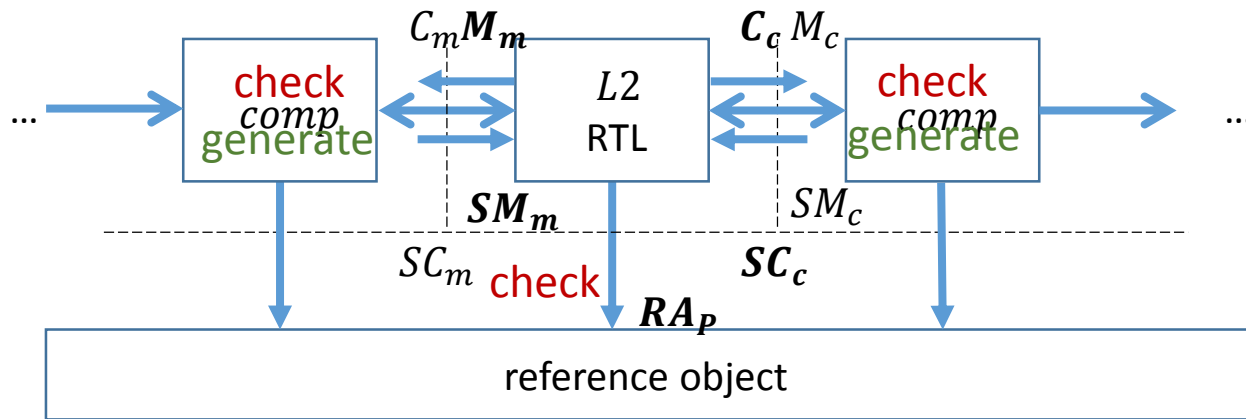 C_m M_m C_c M_c
check L2 check
comp comp
generate RTL generate
... ...
SM_m SM_c
SC_m check SC_c
RA_P
reference object